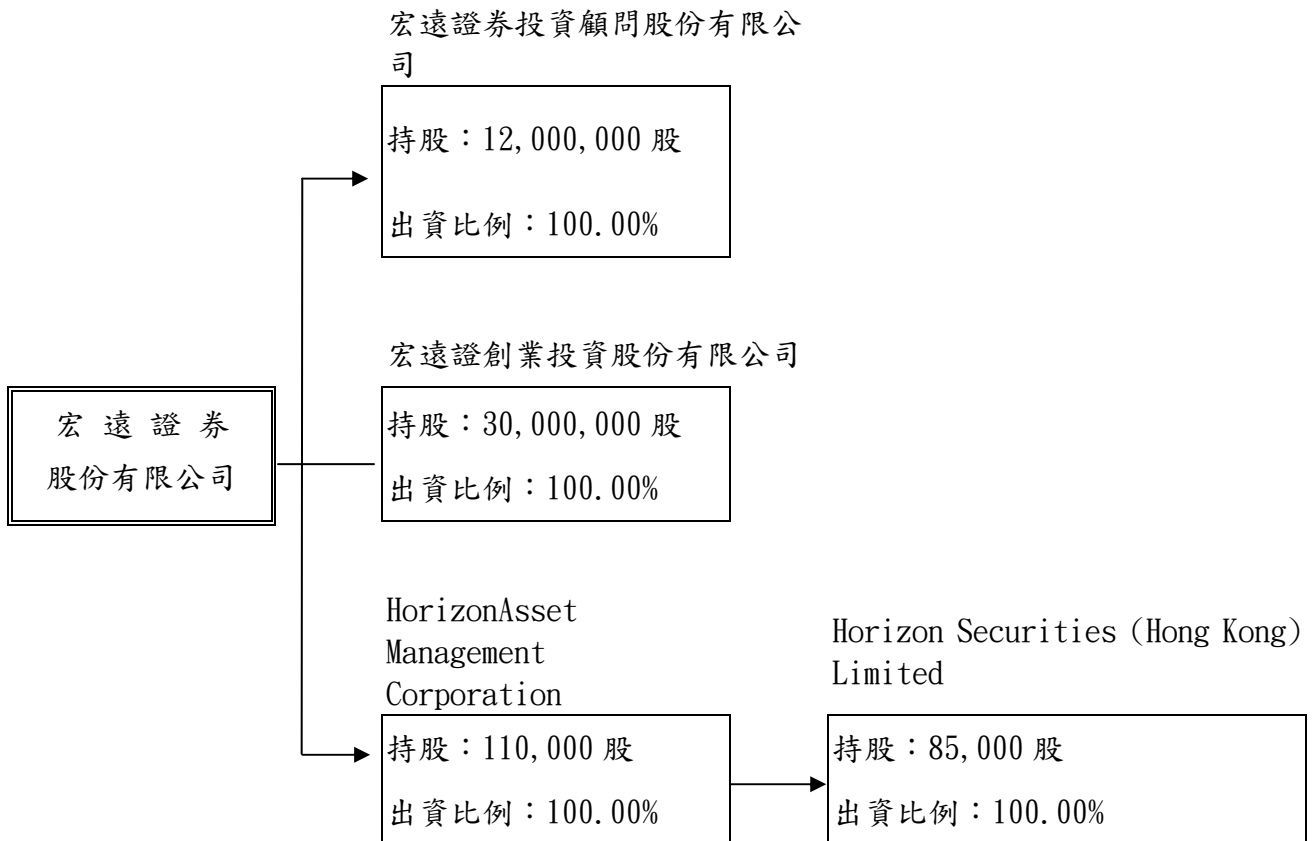 宏遠證券投資顧問股份有限公
司
持股：12,000,000 股
出資比例：100.00%
宏遠證創業投資股份有限公司
持股：30,000,000 股
出資比例：100.00%
宏 遠 證 券
股份有限公司
HorizonAsset
Management
Corporation
持股：110,000 股
出資比例：100.00%
Horizon Securities (Hong Kong)
Limited
持股：85,000 股
出資比例：100.00%